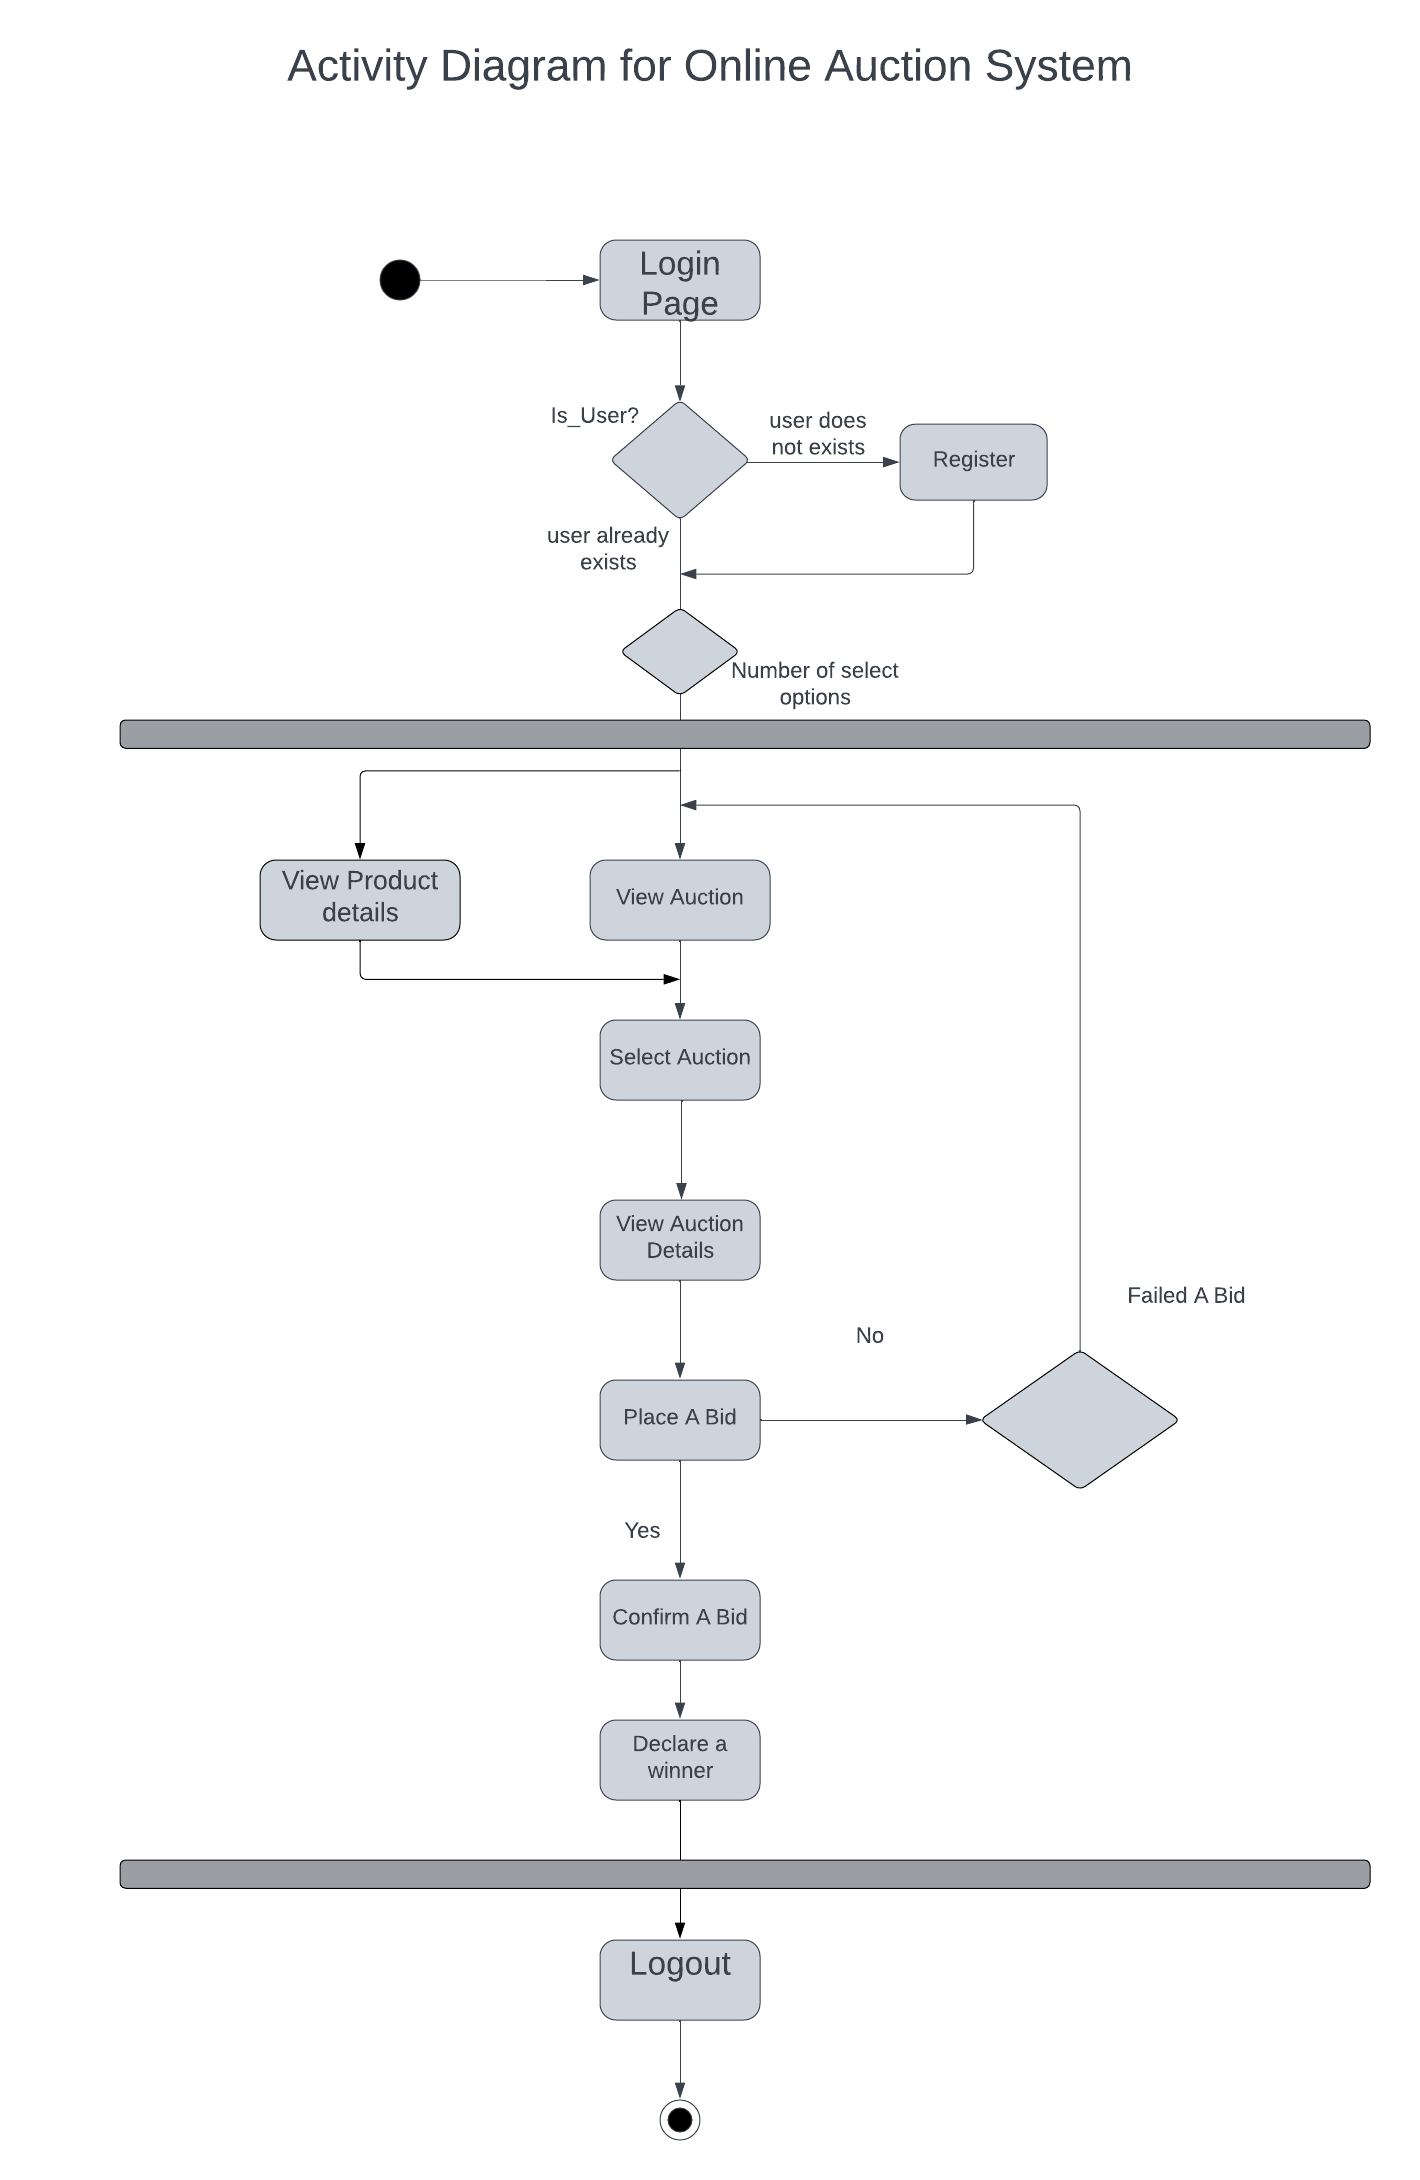 Activity Diagram for Online Auction System
Login
Page
Is_User?
user does
not exists
Register
user already
exists
Number of select
options
View Product
details
View Auction
Select Auction
View Auction
Details
Failed A Bid
No
Place A Bid
Yes
Confirm A Bid
Declare a
winner
Logout